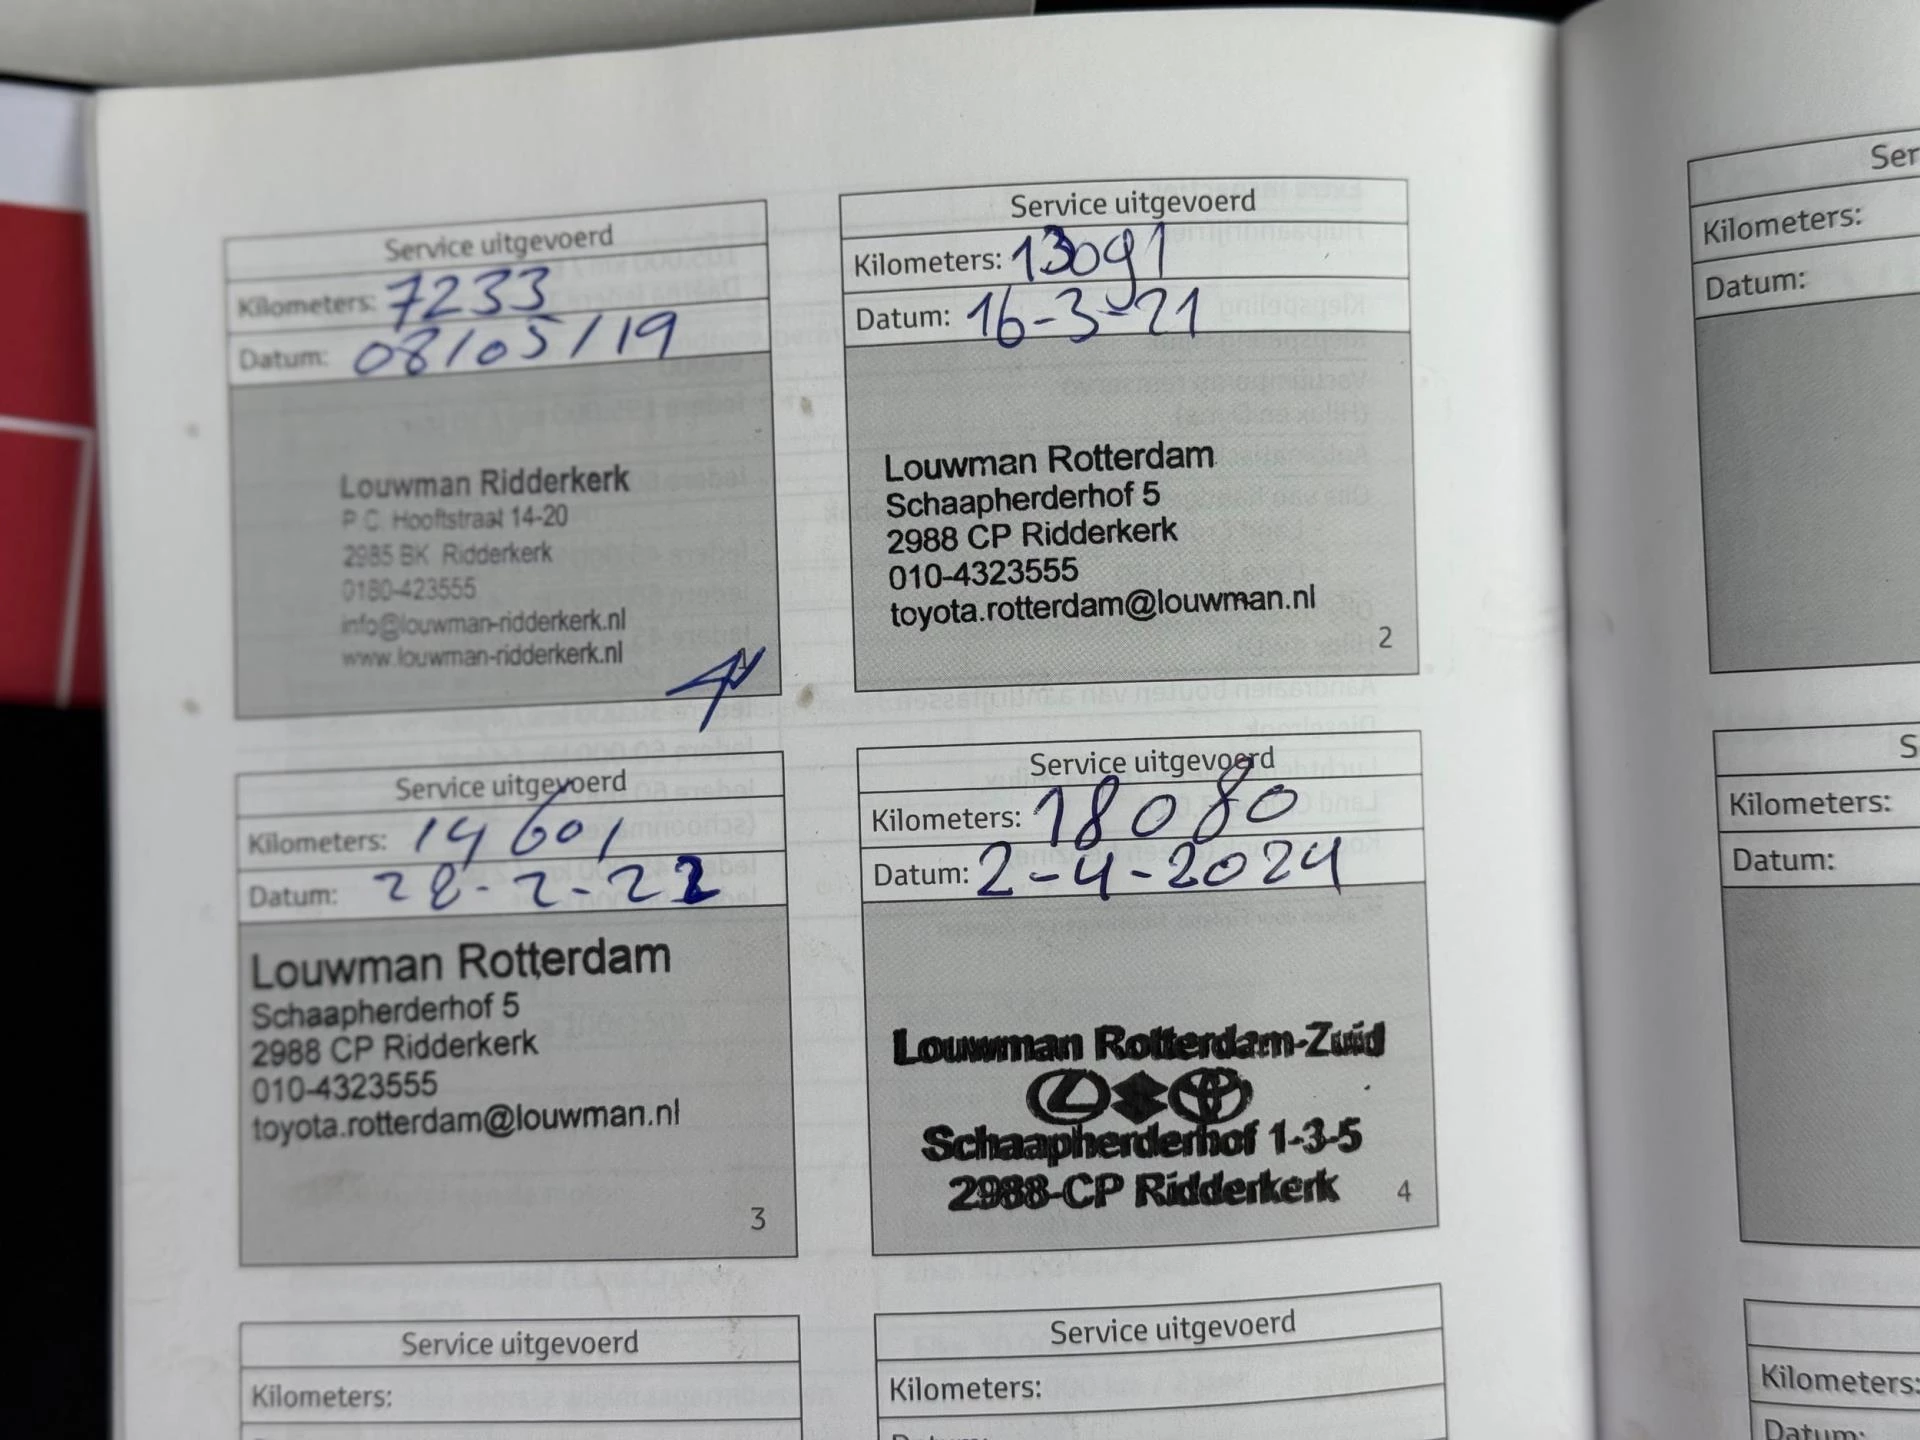 Service uitgevoerd
Kilometers: 7233
Datum: 08/05/19
Louwman Ridderkerk
P.C. Hooftstraat 14-20
2985 BK Ridderkerk
0180-423555
info@louwman-ridderkerk.nl
www.louwman-ridderkerk.nl
Service uitgevoerd
Kilometers: 13091
Datum: 16-3-21
Louwman Rotterdam
Schaapherderhof 5
2988 CP Ridderkerk
010-4323555
toyota.rotterdam@louwman.nl
2
Service uitgevoerd
Kilometers: 14601
Datum: 28-2-22
Louwman Rotterdam
Schaapherderhof 5
2988 CP Ridderkerk
010-4323555
toyota.rotterdam@louwman.nl
3
Service uitgevoerd
Kilometers: 18080
Datum: 2-4-2024
Louwman Rotterdam-Zuid
Schaapherderhof 1-3-5
2988-CP Ridderkerk
4
Service uitgevoerd
Kilometers:
Service uitgevoerd
Kilometers:
Datum:
Ser
Kilometers:
Datum:
S
Kilometers:
Datum:
Kilometers:
Datum: